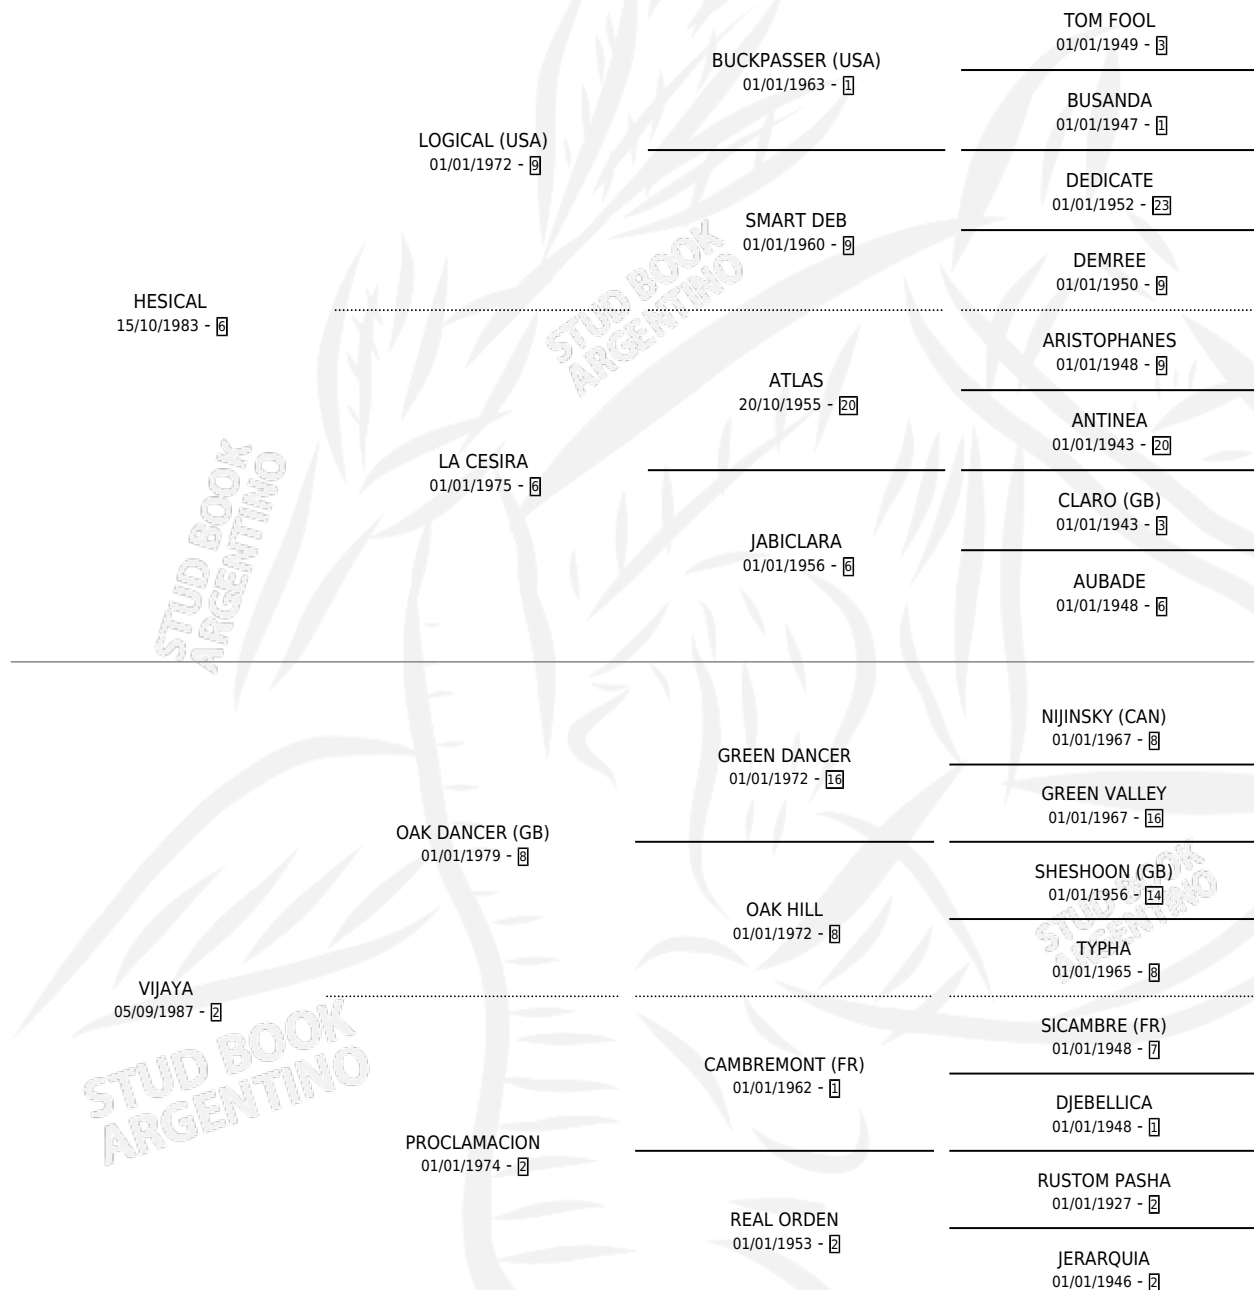 TOM FOOL
01/01/1949 - 3
BUCKPASSER (USA)
01/01/1963 - 1
BUSANDA
01/01/1947 - 1
LOGICAL (USA)
01/01/1972 - 9
DEDICATE
01/01/1952 - 23
SMART DEB
01/01/1960 - 9
DEMREE
01/01/1950 - 9
HESICAL
15/10/1983 - 6
ARISTOPHANES
01/01/1948 - 9
ATLAS
20/10/1955 - 20
ANTINEA
01/01/1943 - 20
LA CESIRA
01/01/1975 - 6
CLARO (GB)
01/01/1943 - 3
JABICLARA
01/01/1956 - 6
AUBADE
01/01/1948 - 6
NIJINSKY (CAN)
01/01/1967 - 8
GREEN DANCER
01/01/1972 - 16
GREEN VALLEY
01/01/1967 - 16
OAK DANCER (GB)
01/01/1979 - 8
SHESHOON (GB)
01/01/1956 - 14
OAK HILL
01/01/1972 - 8
TYPHA
01/01/1965 - 8
VIJAYA
05/09/1987 - 2
SICAMBRE (FR)
01/01/1948 - 7
CAMBREMONT (FR)
01/01/1962 - 1
DJEBELLICA
01/01/1948 - 1
PROCLAMACION
01/01/1974 - 2
RUSTOM PASHA
01/01/1927 - 2
REAL ORDEN
01/01/1953 - 2
JERARQUIA
01/01/1946 - 2
STUD BOOK
ARGENTINO
STUD BOOK
ARGENTINO
STUD BOOK
ARGENTINO
STUD BOOK
ARGENTINO